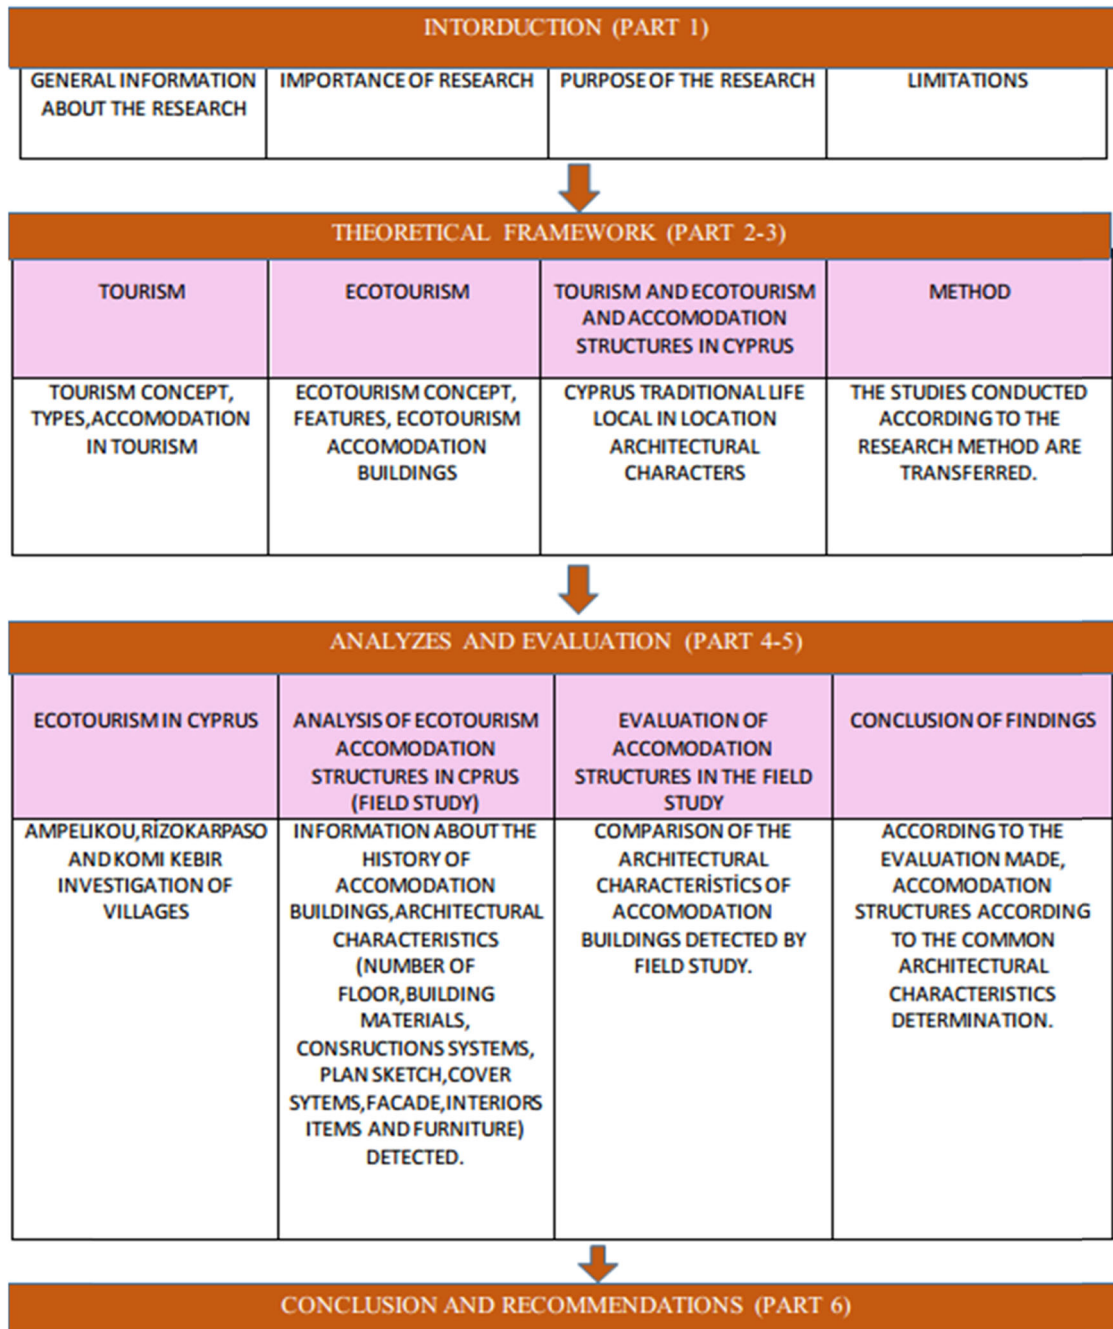 INTORDUCTION (PART 1)
GENERAL INFORMATION
ABOUT THE RESEARCH
IMPORTANCE OF RESEARCH
PURPOSE OF THE RESEARCH
LIMITATIONS
THEORETICAL FRAMEWORK (PART 2-3)
TOURISM
ECOTOURISM
TOURISM AND ECOTOURISM
AND ACCOMODATION
STRUCTURES IN CYPRUS
METHOD
TOURISM CONCEPT,
TYPES,ACCOMODATION
IN TOURISM
ECOTOURISM CONCEPT,
FEATURES, ECOTOURISM
ACCOMODATION
BUILDINGS
CYPRUS TRADITIONAL LIFE
LOCAL IN LOCATION
ARCHITECTURAL
CHARACTERS
THE STUDIES CONDUCTED
ACCORDING TO THE
RESEARCH METHOD ARE
TRANSFERRED.
ANALYZES AND EVALUATION (PART 4-5)
ECOTOURISM IN CYPRUS
ANALYSIS OF ECOTOURISM
ACCOMODATION
STRUCTURES IN CPRUS
(FIELD STUDY)
EVALUATION OF
ACCOMODATION
STRUCTURES IN THE FIELD
STUDY
CONCLUSION OF FINDINGS
AMPELIKOU,RİZOKARPASO
AND KOMI KEBIR
INVESTIGATION OF
VILLAGES
INFORMATION ABOUT THE
HISTORY OF
ACCOMODATION
BUILDINGS,ARCHITECTURAL
CHARACTERISTICS
(NUMBER OF
FLOOR,BUILDING
MATERIALS,
CONSRUCTIONS SYSTEMS,
PLAN SKETCH,COVER
SYTEMS,FACADE,INTERIORS
ITEMS AND FURNITURE)
DETECTED.
COMPARISON OF THE
ARCHITECTURAL
CHARACTERİSTİCS OF
ACCOMODATION
BUILDINGS DETECTED BY
FIELD STUDY.
ACCORDING TO THE
EVALUATION MADE,
ACCOMODATION
STRUCTURES ACCORDING
TO THE COMMON
ARCHITECTURAL
CHARACTERISTICS
DETERMINATION.
CONCLUSION AND RECOMMENDATIONS (PART 6)